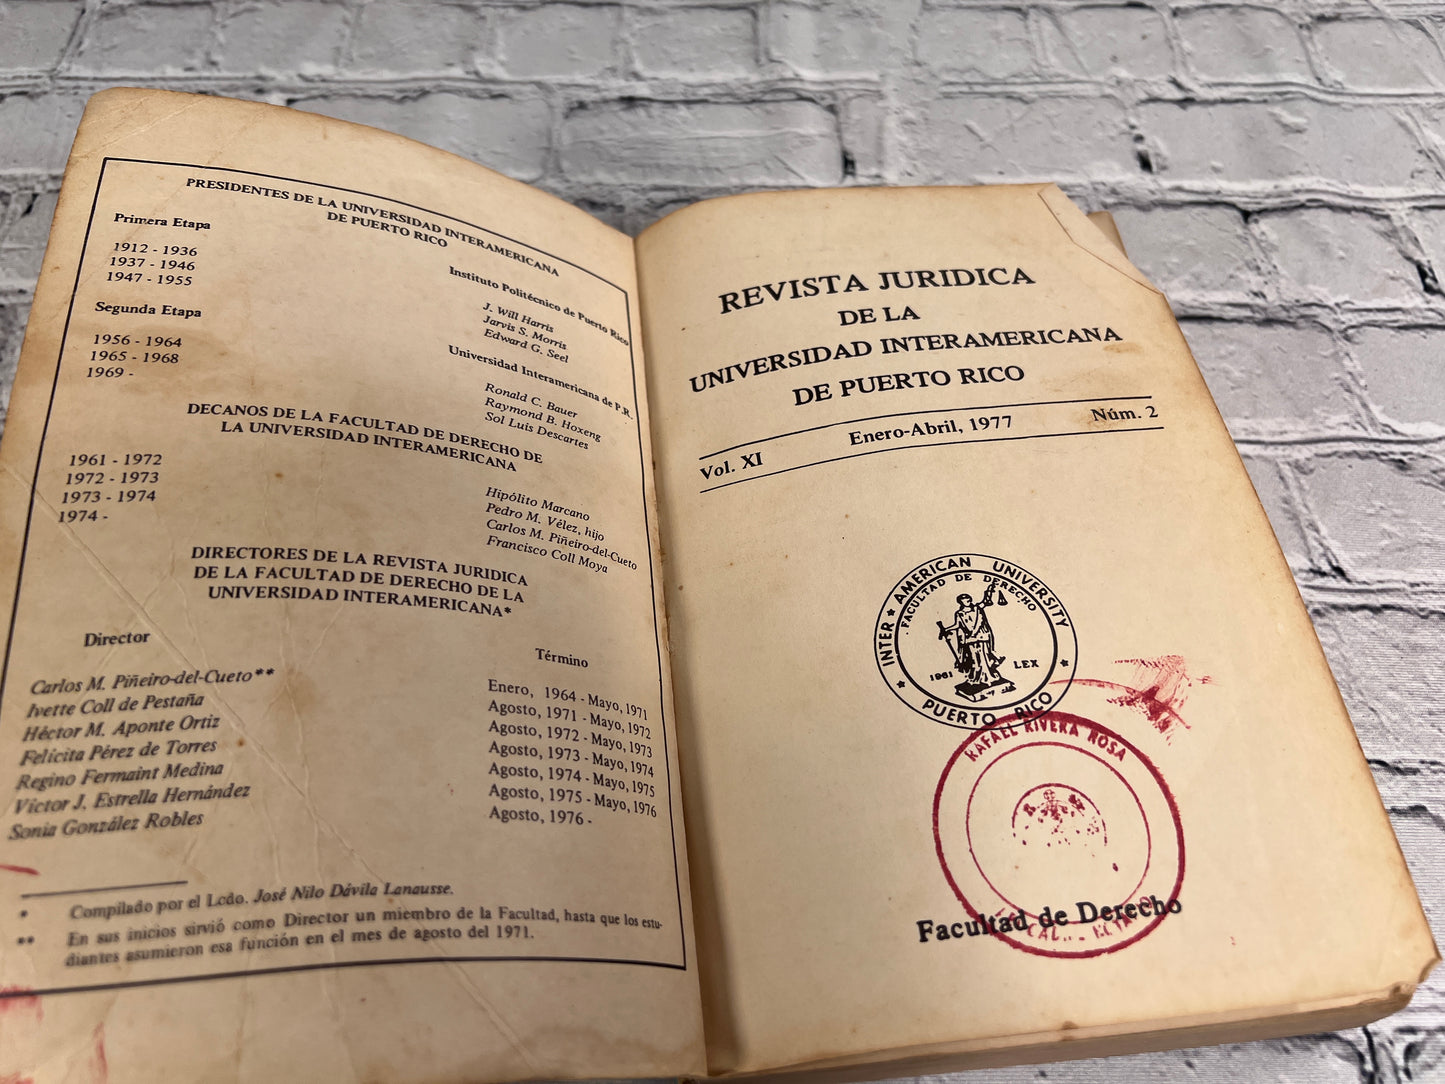 PRESIDENTES DE LA UNIVERSIDAD INTERAMERICANA
DE PUERTO RICO
Primera Etapa
Instituto Politécnico de Puerto Rico
1912 - 1936
J. Will Harris
1937 - 1946
Jarvis S. Morris
1947 - 1955
Edward G. Seel
Segunda Etapa
Universidad Interamericana de P.R.
1956 - 1964
Ronald C. Bauer
1965 - 1968
Raymond B. Hoxeng
1969 -
Sol Luis Descartes
DECANOS DE LA FACULTAD DE DERECHO DE
LA UNIVERSIDAD INTERAMERICANA
1961 - 1972
Hipólito Marcano
1972 - 1973
Pedro M. Vélez, hijo
1973 - 1974
Carlos M. Piñeiro-del-Cueto
1974 -
Francisco Coll Moya
DIRECTORES DE LA REVISTA JURIDICA
DE LA FACULTAD DE DERECHO DE LA
UNIVERSIDAD INTERAMERICANA*
Director
Término
Carlos M. Piñeiro-del-Cueto**
Enero, 1964 - Mayo, 1971
Ivette Coll de Pestaña
Agosto, 1971 - Mayo, 1972
Héctor M. Aponte Ortiz
Agosto, 1972 - Mayo, 1973
Felícita Pérez de Torres
Agosto, 1973 - Mayo, 1974
Regino Fermaint Medina
Agosto, 1974 - Mayo, 1975
Víctor J. Estrella Hernández
Agosto, 1975 - Mayo, 1976
Sonia González Robles
Agosto, 1976 -
* Compilado por el Lcdo. José Nilo Dávila Lanausse.
** En sus inicios sirvió como Director un miembro de la Facultad, hasta que los estu-
diantes asumieron esa función en el mes de agosto del 1971.
REVISTA JURIDICA
DE LA
UNIVERSIDAD INTERAMERICANA
DE PUERTO RICO
Vol. XI Enero-Abril, 1977 Núm. 2
INTER AMERICAN UNIVERSITY
FACULTAD DE DERECHO
1961 LEX
PUERTO RICO
RAFAEL RIVERA ROSA
Facultad de Derecho